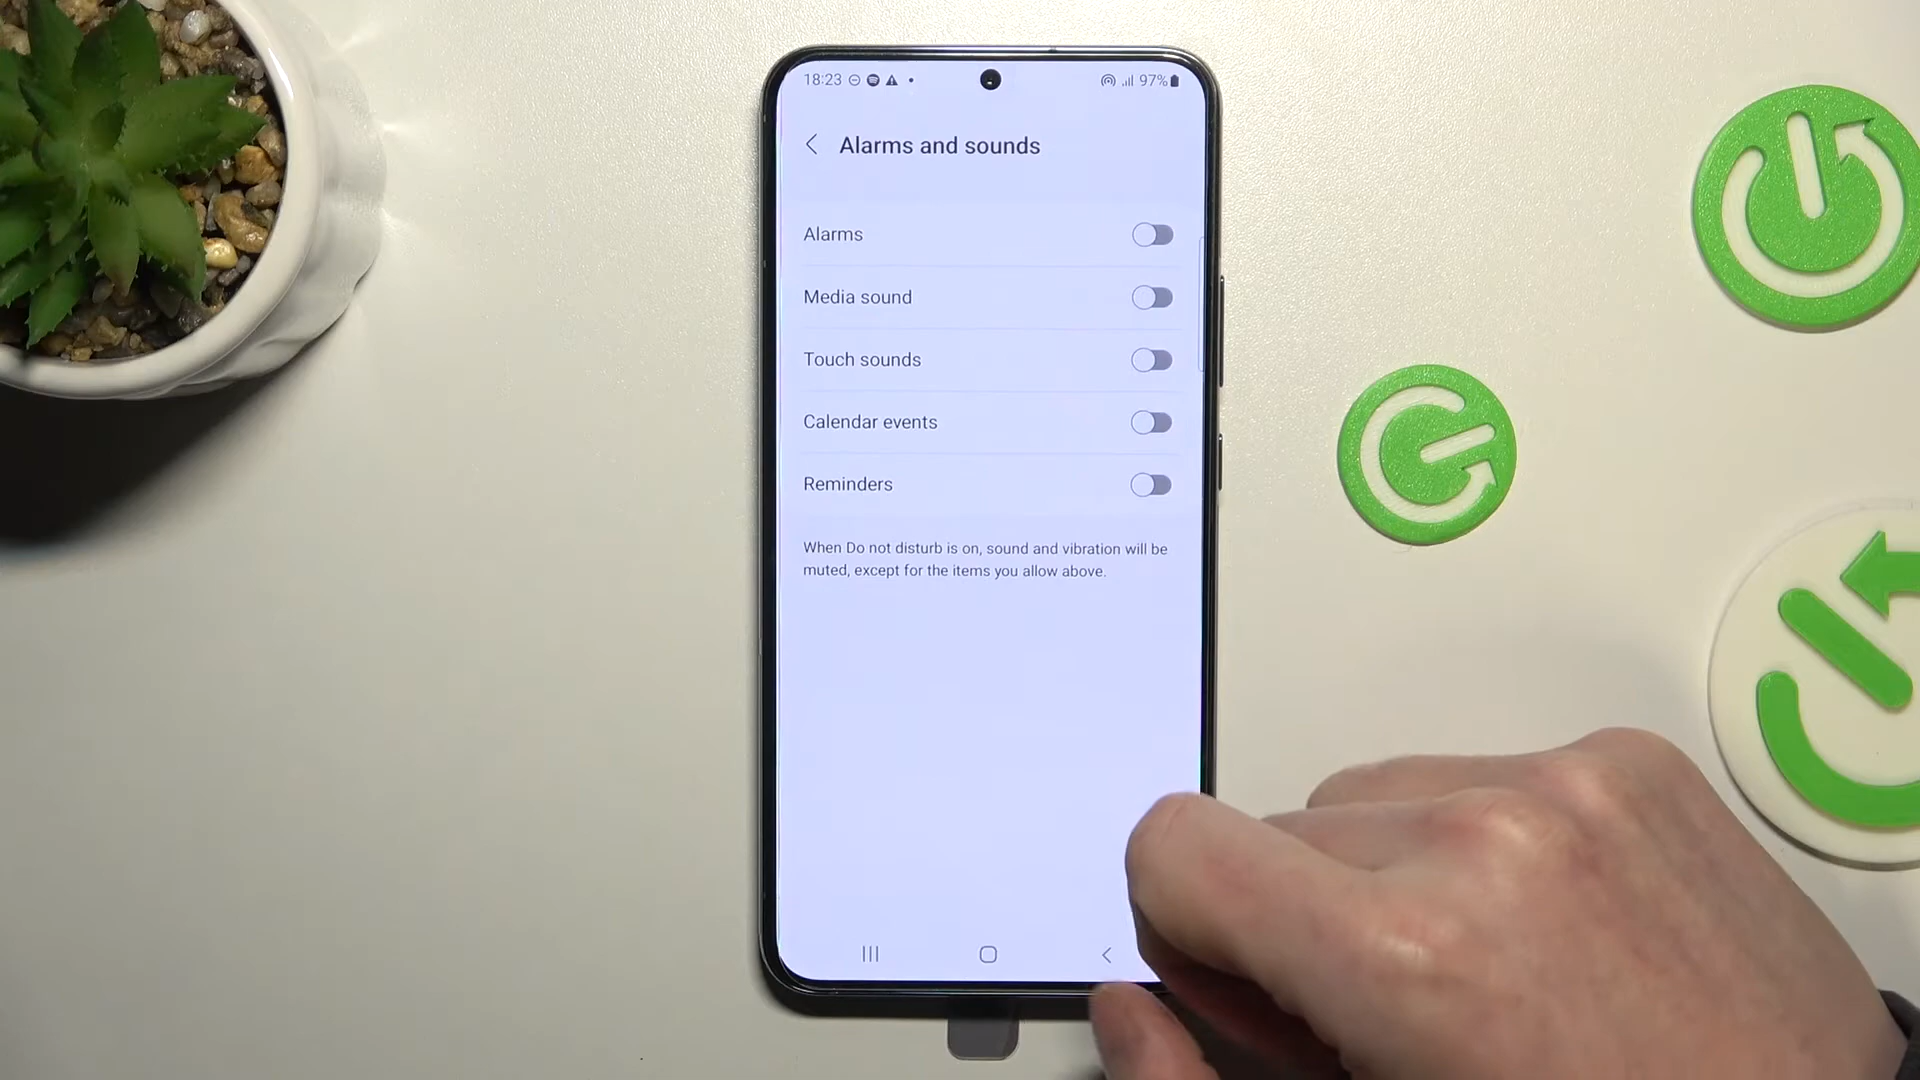 18:23
97%
Alarms and sounds
Alarms
Media sound
Touch sounds
Calendar events
Reminders
When Do not disturb is on, sound and vibration will be
muted, except for the items you allow above.